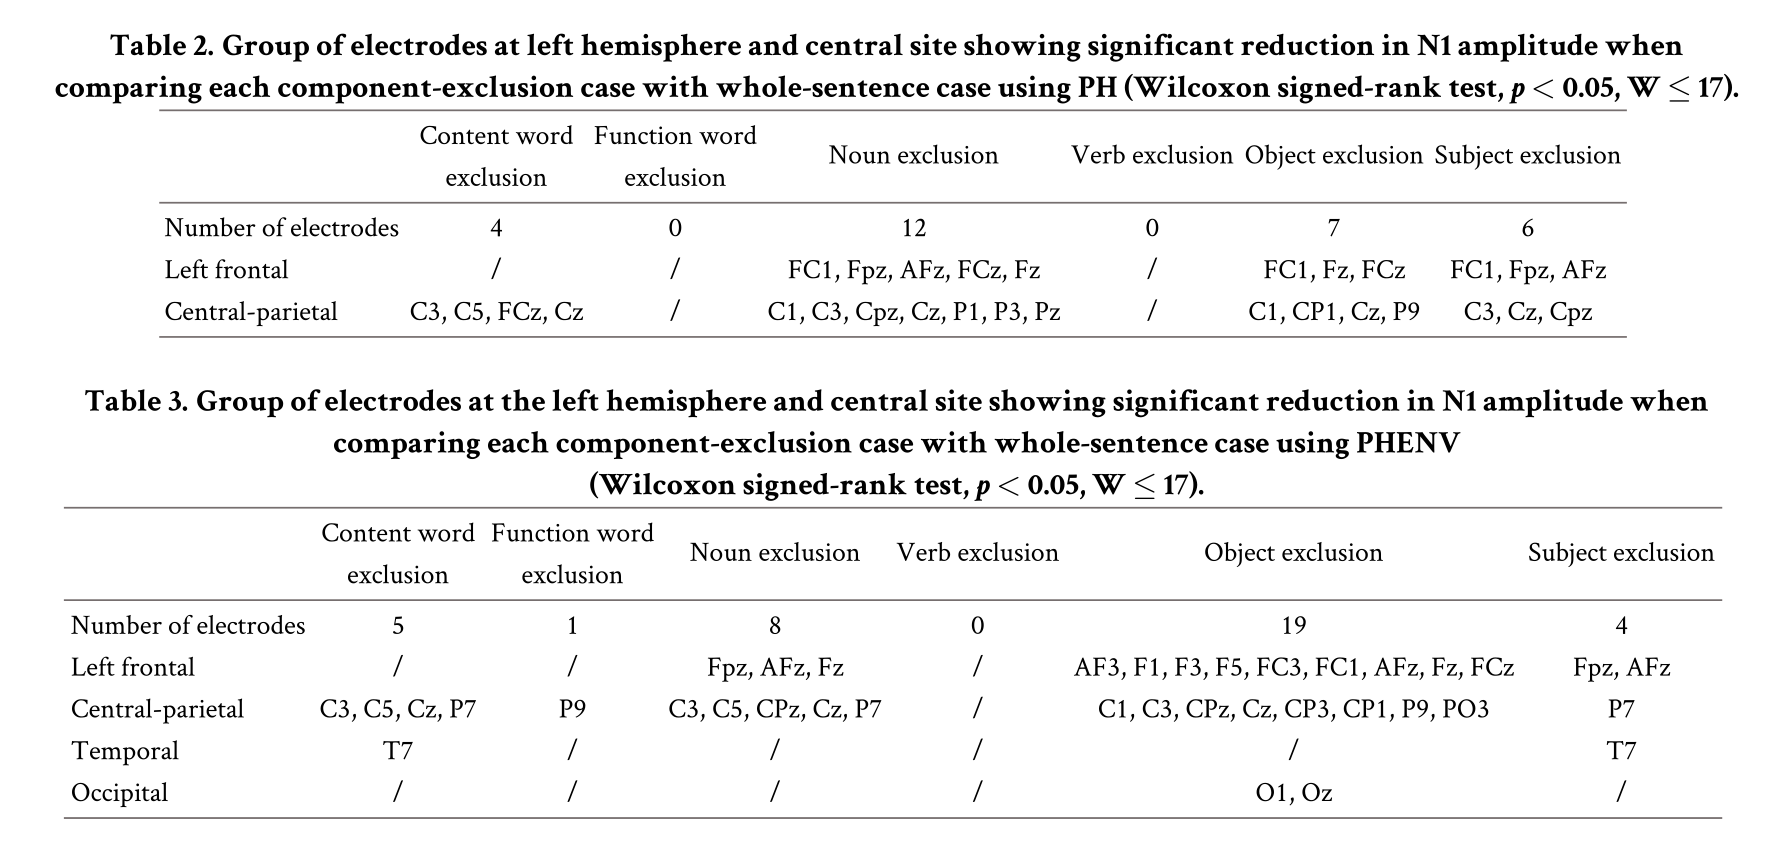 Table 2. Group of electrodes at left hemisphere and central site showing significant reduction in N1 amplitude when
comparing each component-exclusion case with whole-sentence case using PH (Wilcoxon signed-rank test, p < 0.05, W ≤ 17).
Content word exclusion Function word exclusion Noun exclusion Verb exclusion Object exclusion Subject exclusion
Number of electrodes 4 0 12 0 7 6
Left frontal / / FC1, Fpz, AFz, FCz, Fz / FC1, Fz, FCz FC1, Fpz, AFz
Central-parietal C3, C5, FCz, Cz / C1, C3, Cpz, Cz, P1, P3, Pz / C1, CP1, Cz, P9 C3, Cz, Cpz
Table 3. Group of electrodes at the left hemisphere and central site showing significant reduction in N1 amplitude when
comparing each component-exclusion case with whole-sentence case using PHENV
(Wilcoxon signed-rank test, p < 0.05, W ≤ 17).
Content word exclusion Function word exclusion Noun exclusion Verb exclusion Object exclusion Subject exclusion
Number of electrodes 5 1 8 0 19 4
Left frontal / / Fpz, AFz, Fz / AF3, F1, F3, F5, FC3, FC1, AFz, Fz, FCz Fpz, AFz
Central-parietal C3, C5, Cz, P7 P9 C3, C5, CPz, Cz, P7 / C1, C3, CPz, Cz, CP3, CP1, P9, PO3 P7
Temporal T7 / / / / T7
Occipital / / / / O1, Oz /